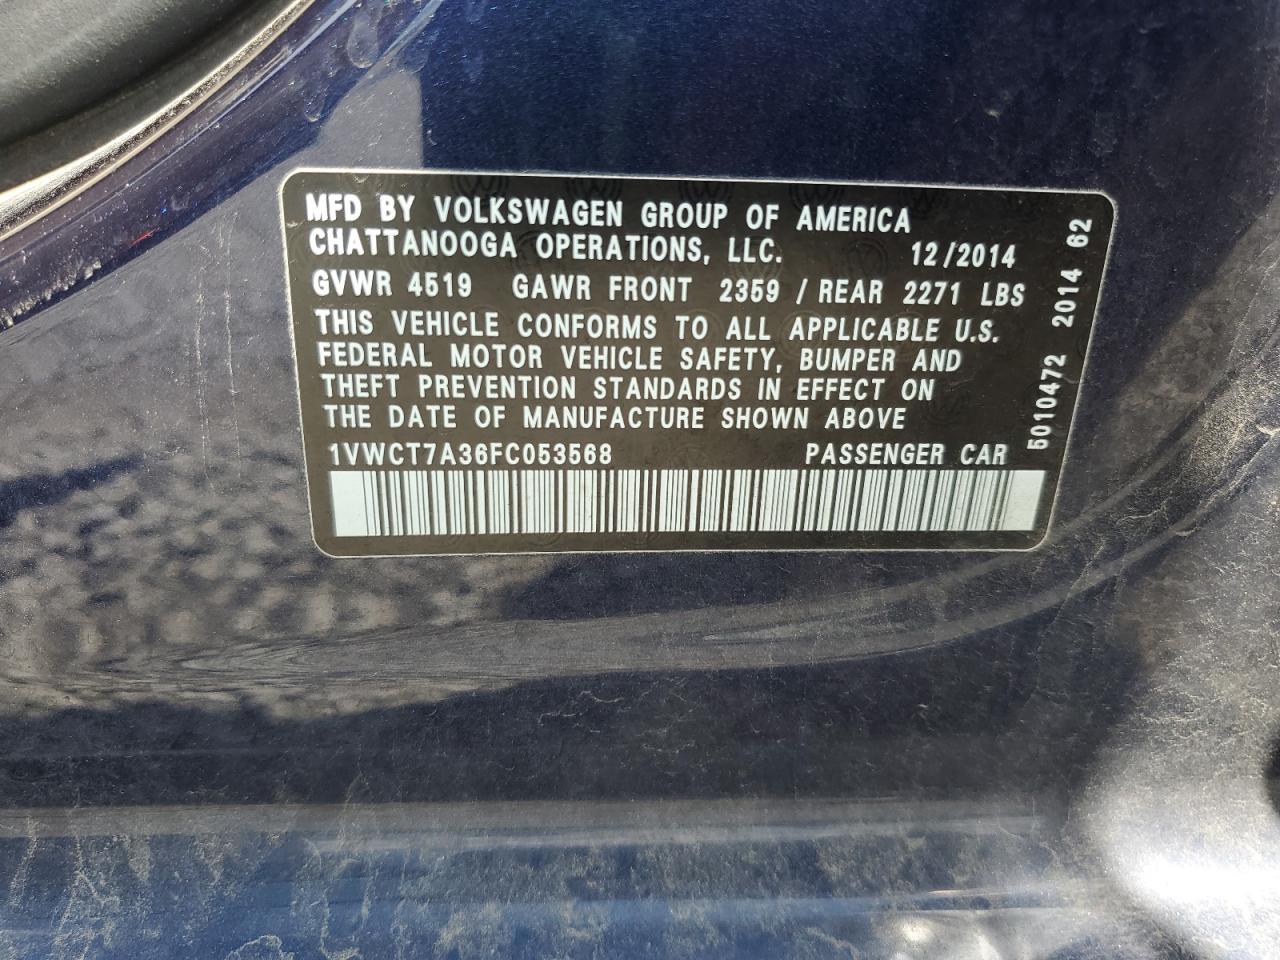 MFD BY VOLKSWAGEN GROUP OF AMERICA
CHATTANOOGA OPERATIONS, LLC. 12/2014
GVWR 4519 GAWR FRONT 2359 / REAR 2271 LBS
THIS VEHICLE CONFORMS TO ALL APPLICABLE U.S.
FEDERAL MOTOR VEHICLE SAFETY, BUMPER AND
THEFT PREVENTION STANDARDS IN EFFECT ON
THE DATE OF MANUFACTURE SHOWN ABOVE
1VWCT7A36FC053568 PASSENGER CAR
5010472 2014 62